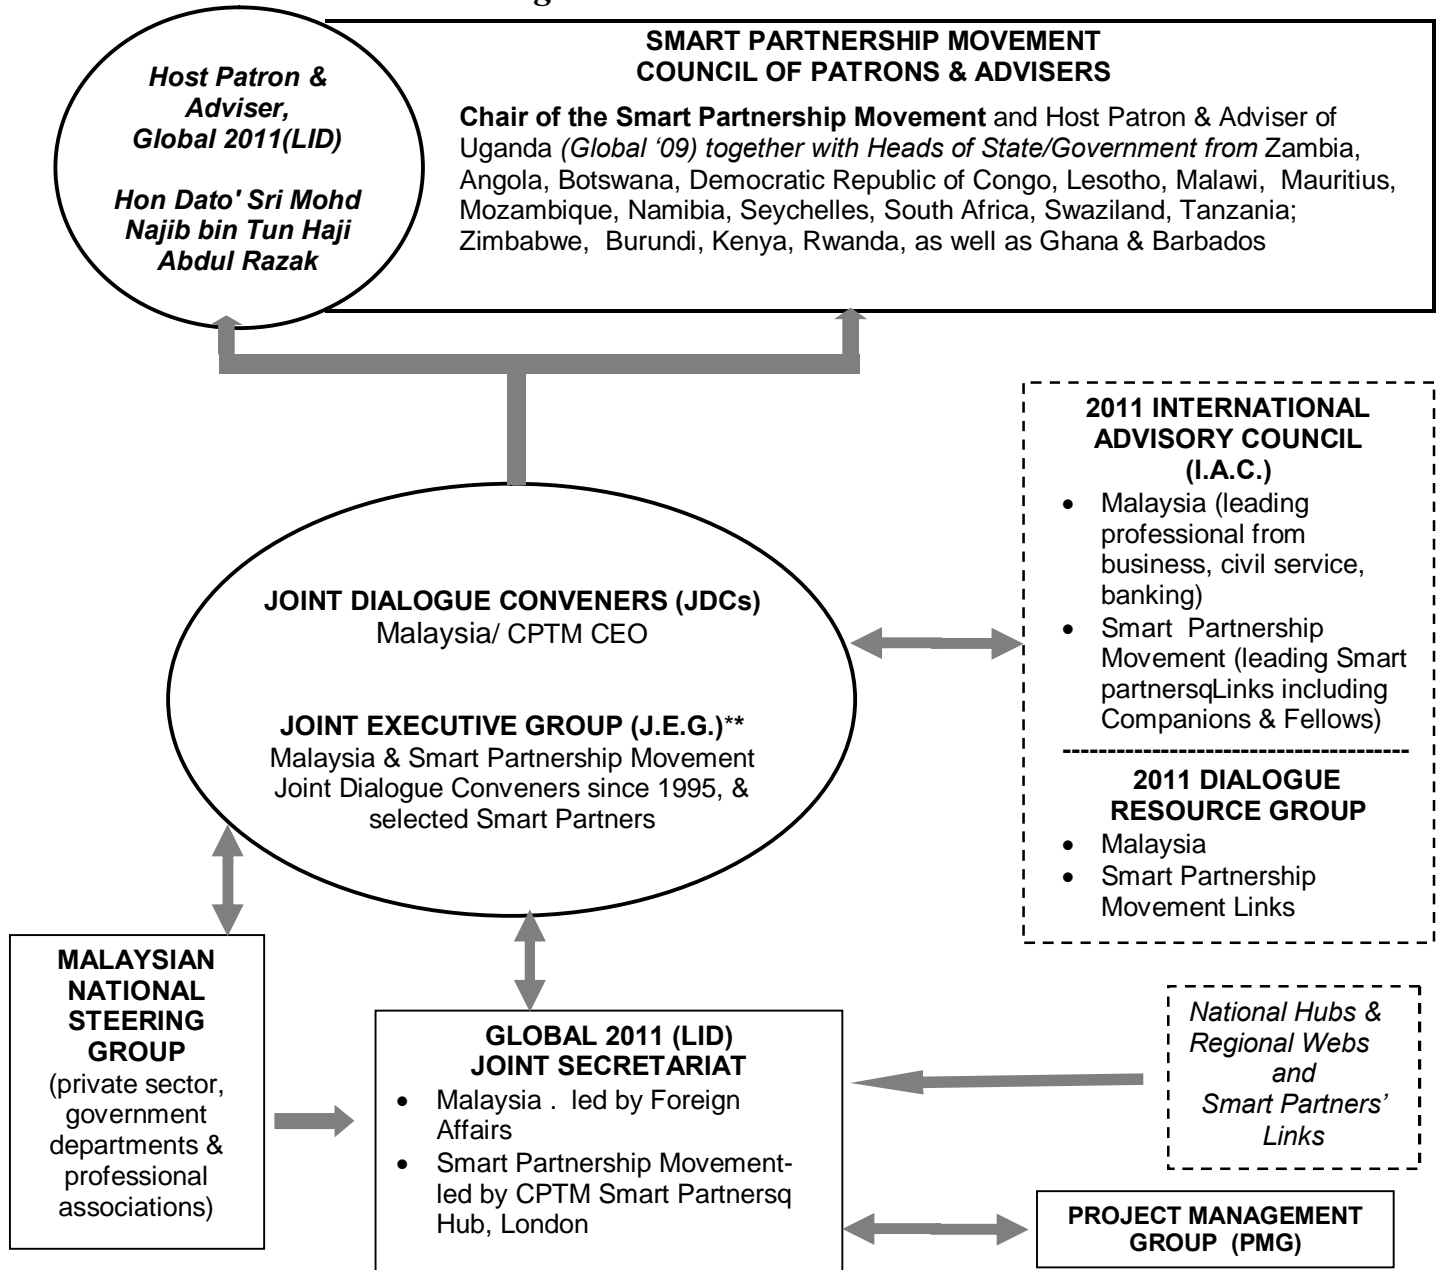 Host Patron &
Adviser,
Global 2011(LID)
Hon Dato' Sri Mohd
Najib bin Tun Haji
Abdul Razak
SMART PARTNERSHIP MOVEMENT
COUNCIL OF PATRONS & ADVISERS
Chair of the Smart Partnership Movement and Host Patron & Adviser of
Uganda (Global ‘09) together with Heads of State/Government from Zambia,
Angola, Botswana, Democratic Republic of Congo, Lesotho, Malawi, Mauritius,
Mozambique, Namibia, Seychelles, South Africa, Swaziland, Tanzania;
Zimbabwe, Burundi, Kenya, Rwanda, as well as Ghana & Barbados
JOINT DIALOGUE CONVENERS (JDCs)
Malaysia/ CPTM CEO
JOINT EXECUTIVE GROUP (J.E.G.)**
Malaysia & Smart Partnership Movement
Joint Dialogue Conveners since 1995, &
selected Smart Partners
2011 INTERNATIONAL
ADVISORY COUNCIL
(I.A.C.)
• Malaysia (leading
professional from
business, civil service,
banking)
• Smart Partnership
Movement (leading Smart
partnersqLinks including
Companions & Fellows)
---------------------------------------
2011 DIALOGUE
RESOURCE GROUP
• Malaysia
• Smart Partnership
Movement Links
MALAYSIAN
NATIONAL
STEERING
GROUP
(private sector,
government
departments &
professional
associations)
GLOBAL 2011 (LID)
JOINT SECRETARIAT
• Malaysia . led by Foreign
Affairs
• Smart Partnership Movement-
led by CPTM Smart Partnersq
Hub, London
National Hubs &
Regional Webs
and
Smart Partners’
Links
PROJECT MANAGEMENT
GROUP (PMG)